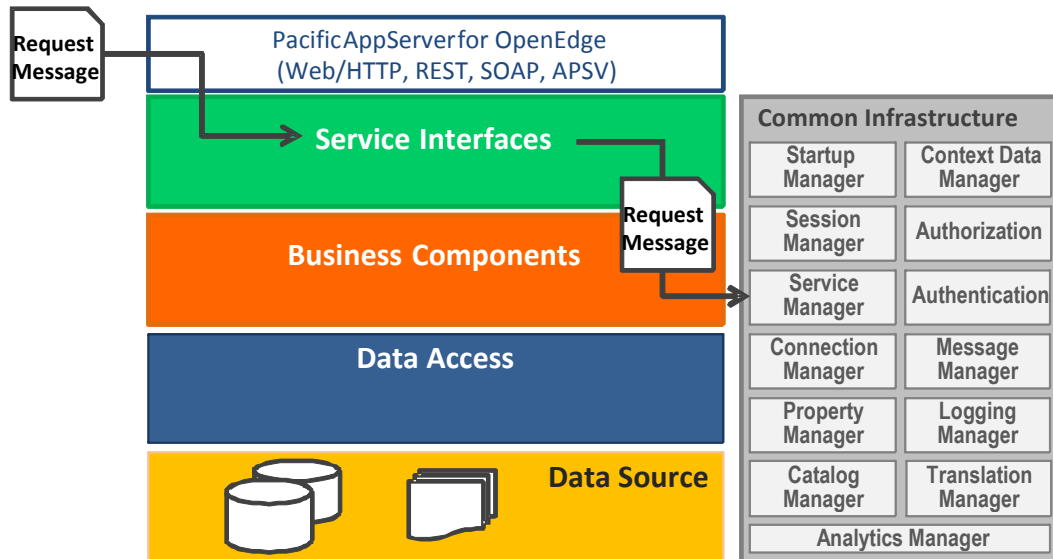 Request
Message
PacificAppServerfor OpenEdge
(Web/HTTP, REST, SOAP, APSV)
Service Interfaces
Request
Message
Business Components
Data Access
Data Source
Common Infrastructure
Startup
Manager
Context Data
Manager
Session
Manager
Authorization
Service
Manager
Authentication
Connection
Manager
Message
Manager
Property
Manager
Logging
Manager
Catalog
Manager
Translation
Manager
Analytics Manager